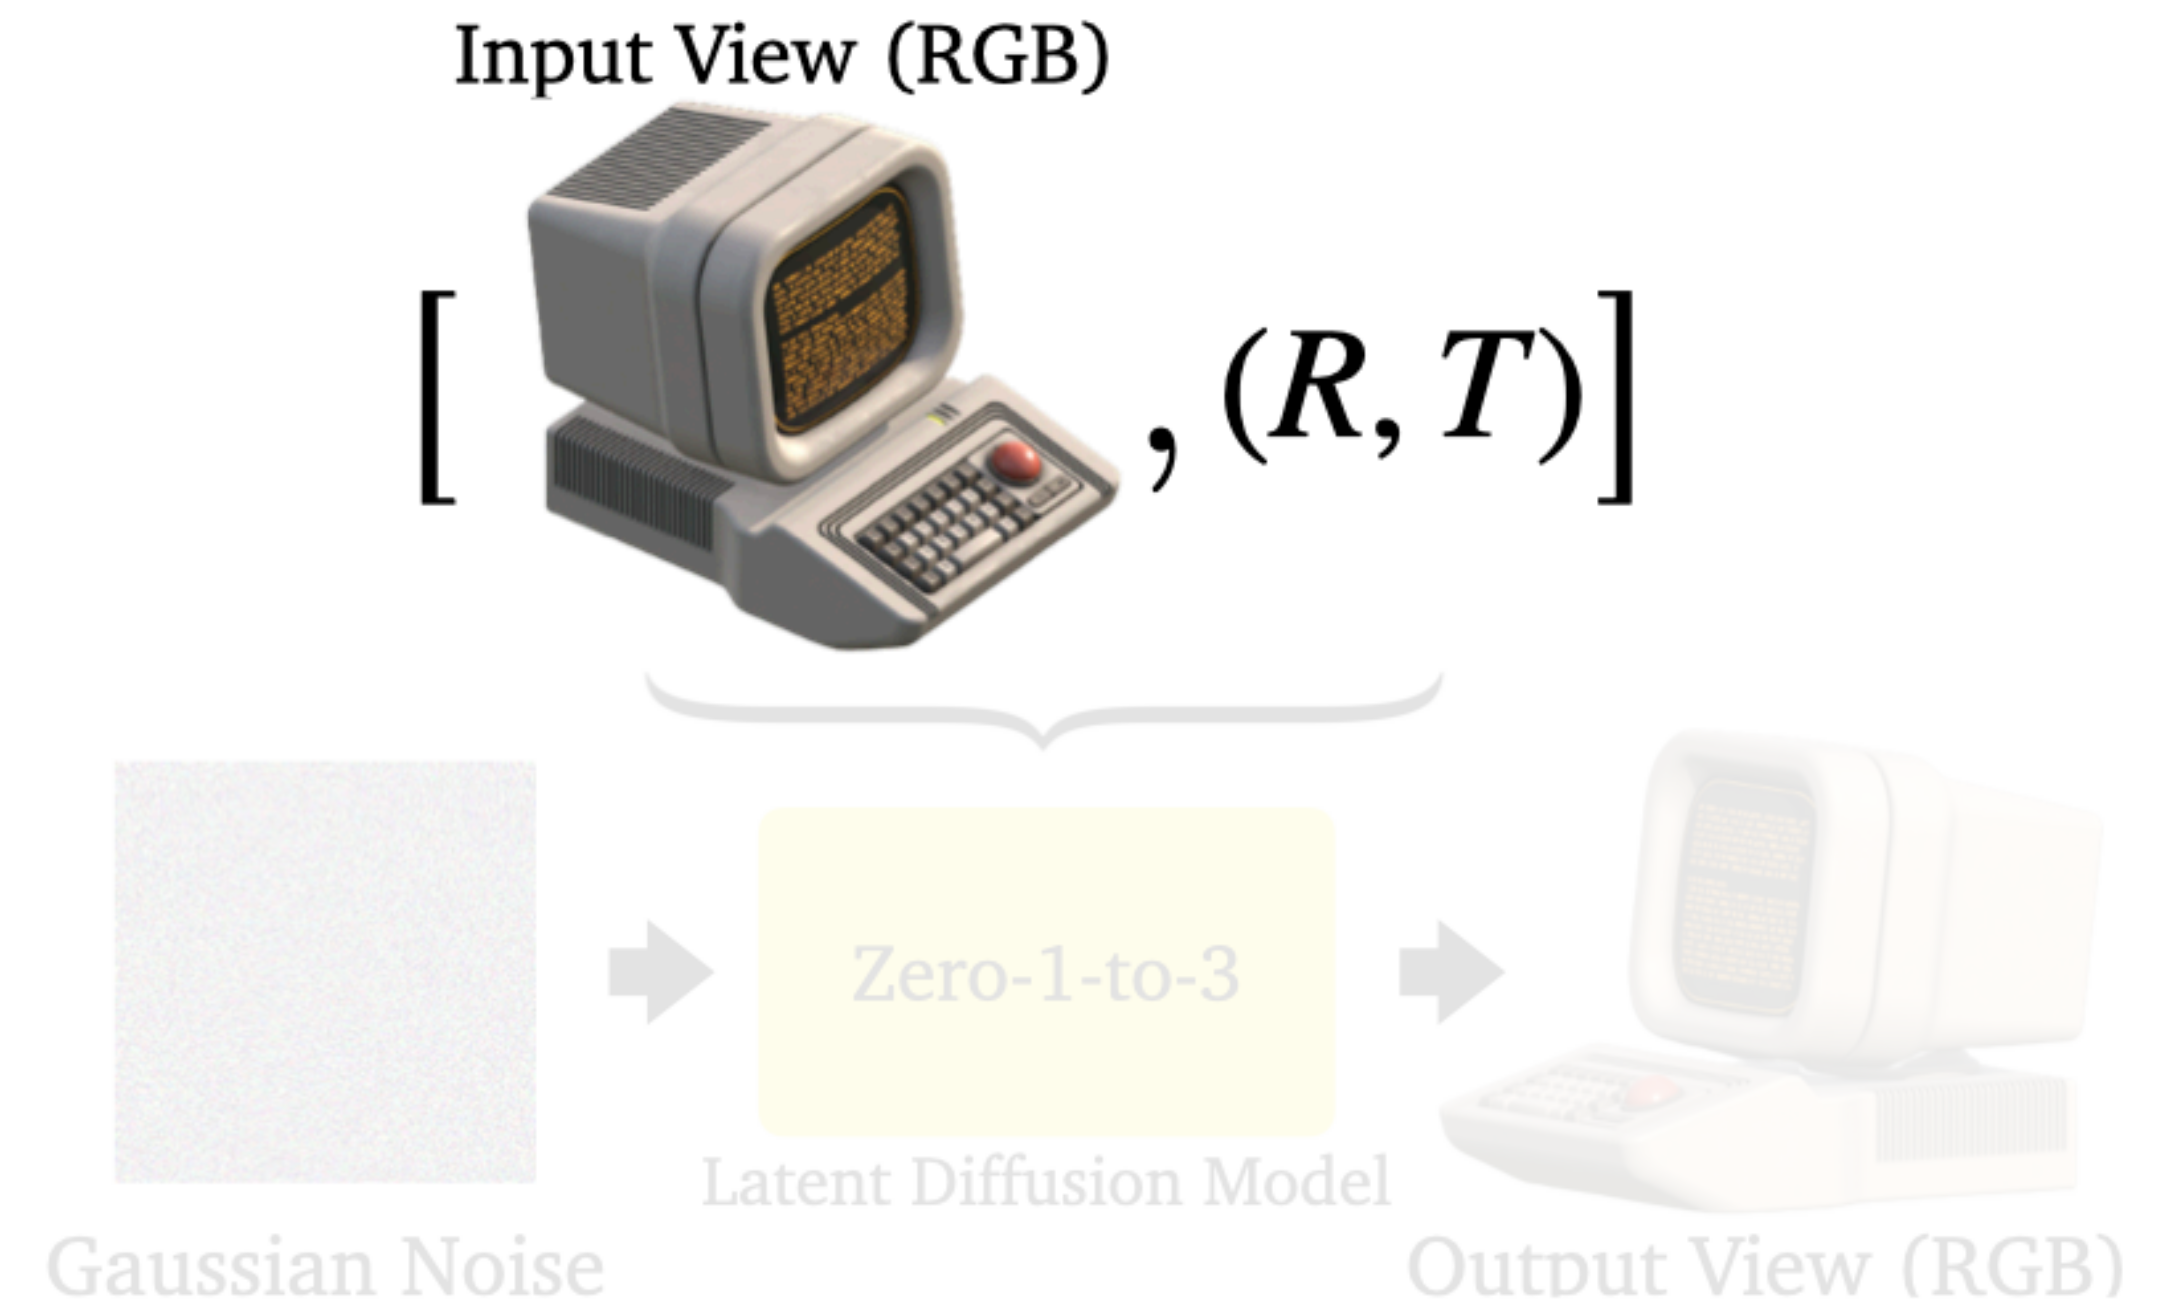 Input View (RGB)
[ , (R, T)]
Zero-1-to-3
Latent Diffusion Model
Gaussian Noise
Output View (RGB)